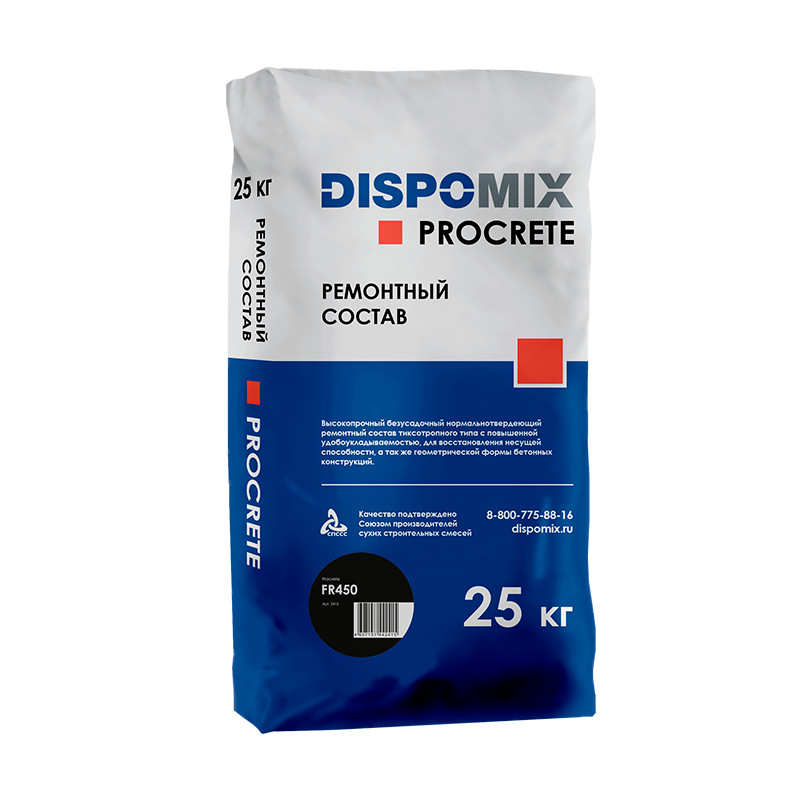 25 кг
РЕМОНТНЫЙ
СОСТАВ
PROCRETE
DISPOMIX
PROCRETE
РЕМОНТНЫЙ
СОСТАВ
Высокопрочный безусадочный нормальнотвердеющий
ремонтный состав тиксотропного типа с повышенной
удобоукладываемостью, для восстановления несущей
способности, а так же геометрической формы бетонных
конструкций.
СПССС
Качество подтверждено
Союзом производителей
сухих строительных смесей
8-800-775-88-16
dispomix.ru
Procrete
FR450
25 кг